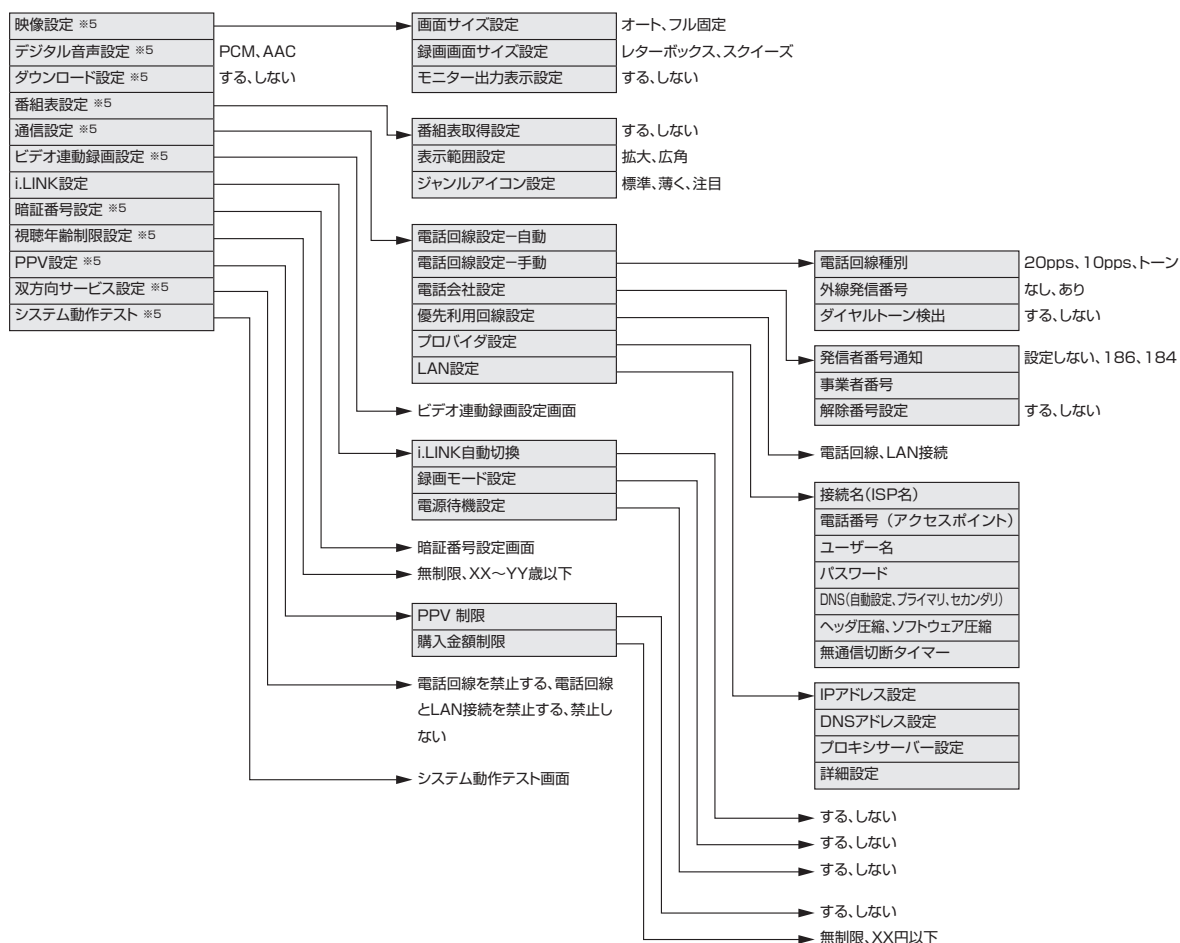 映像設定 ※5
デジタル音声設定 ※5 PCM、AAC
ダウンロード設定 ※5 する、しない
番組表設定 ※5
通信設定 ※5
ビデオ連動録画設定 ※5
i.LINK設定
暗証番号設定 ※5
視聴年齢制限設定 ※5
PPV設定 ※5
双方向サービス設定 ※5
システム動作テスト ※5
画面サイズ設定 オート、フル固定
録画画面サイズ設定 レターボックス、スクイーズ
モニター出力表示設定 する、しない
番組表取得設定 する、しない
表示範囲設定 拡大、広角
ジャンルアイコン設定 標準、薄く、注目
電話回線設定−自動
電話回線設定−手動
電話会社設定
優先利用回線設定
プロバイダ設定
LAN設定
ビデオ連動録画設定画面
i.LINK自動切換
録画モード設定
電源待機設定
暗証番号設定画面
無制限、XX〜YY歳以下
PPV 制限
購入金額制限
電話回線を禁止する、電話回線
とLAN接続を禁止する、禁止し
ない
システム動作テスト画面
電話回線種別 20pps、10pps、トーン
外線発信番号 なし、あり
ダイヤルトーン検出 する、しない
発信者番号通知 設定しない、186、184
事業者番号
解除番号設定 する、しない
電話回線、LAN接続
接続名(ISP名)
電話番号（アクセスポイント）
ユーザー名
パスワード
DNS(自動設定、プライマリ、セカンダリ)
ヘッダ圧縮、ソフトウェア圧縮
無通信切断タイマー
IPアドレス設定
DNSアドレス設定
プロキシサーバー設定
詳細設定
する、しない
する、しない
する、しない
する、しない
無制限、XX円以下